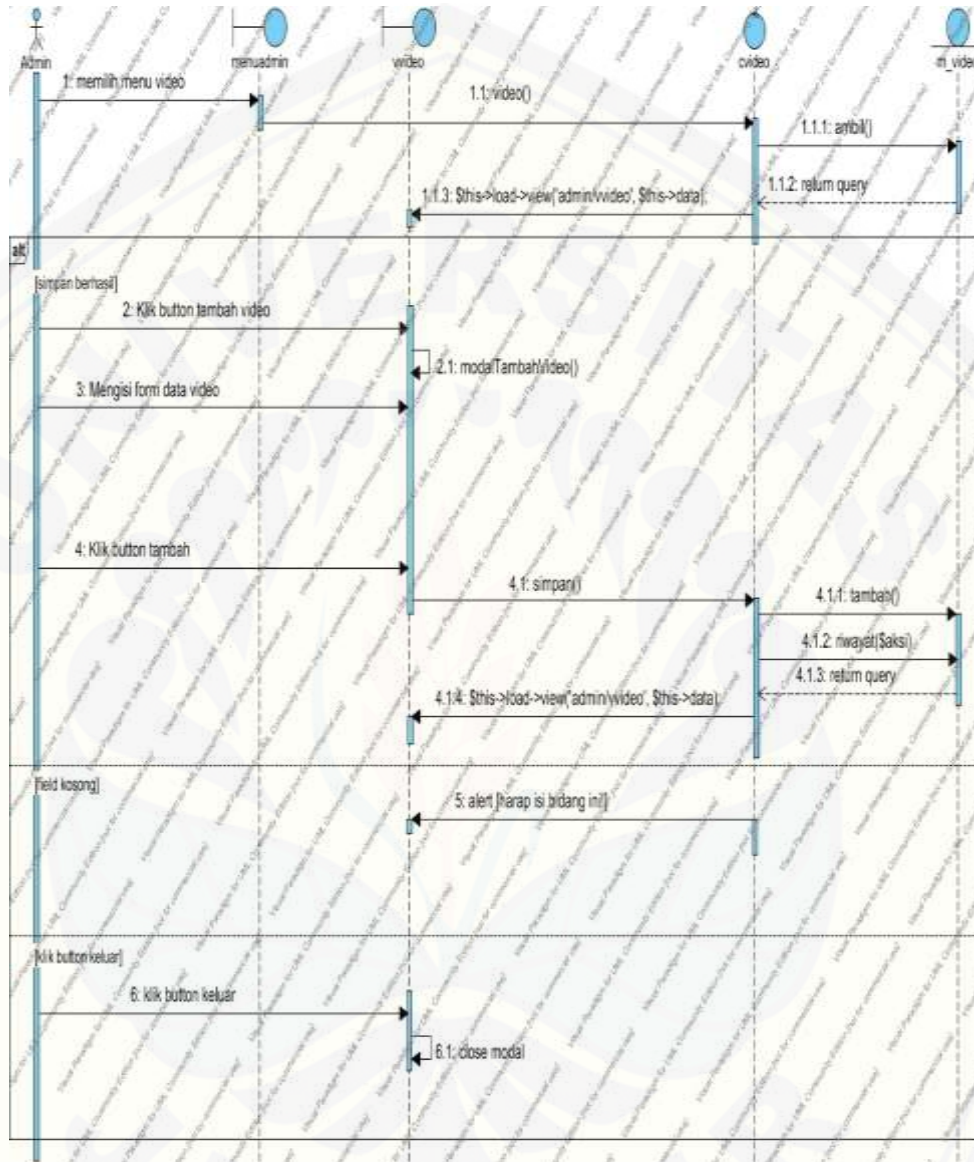 Admin
menuadmin
vvideo
cvideo
m_video
1: memilih menu video
1.1: video()
1.1.1: ambil()
1.1.2: return query
1.1.3: $this->load->view('admin/vvideo', $this->data);
alt
[simpan berhasil]
2: Klik button tambah video
2.1: modalTambahVideo()
3: Mengisi form data video
4: Klik button tambah
4.1: simpan()
4.1.1: tambah()
4.1.2: riwayat($aksi)
4.1.3: return query
4.1.4: $this->load->view('admin/vvideo', $this->data);
[field kosong]
5: alert [harap isi bidang ini!]
[klik button keluar]
6: klik button keluar
6.1: close modal
UNIVERSITAS